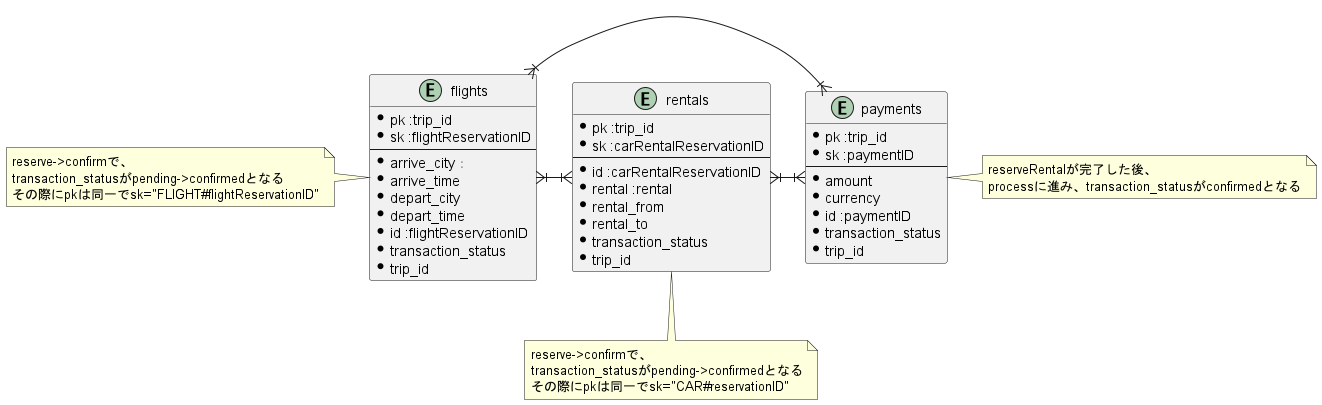 E flights
pk :trip_id
sk :flightReservationID
arrive_city :
arrive_time
depart_city
depart_time
id :flightReservationID
transaction_status
trip_id
E rentals
pk :trip_id
sk :carRentalReservationID
id :carRentalReservationID
rental :rental
rental_from
rental_to
transaction_status
trip_id
E payments
pk :trip_id
sk :paymentID
amount
currency
id :paymentID
transaction_status
trip_id
reserve->confirmで、
transaction_statusがpending->confirmedとなる
その際にpkは同一でsk="FLIGHT#flightReservationID"
reserveRentalが完了した後、
processに進み、transaction_statusがconfirmedとなる
reserve->confirmで、
transaction_statusがpending->confirmedとなる
その際にpkは同一でsk="CAR#reservationID"